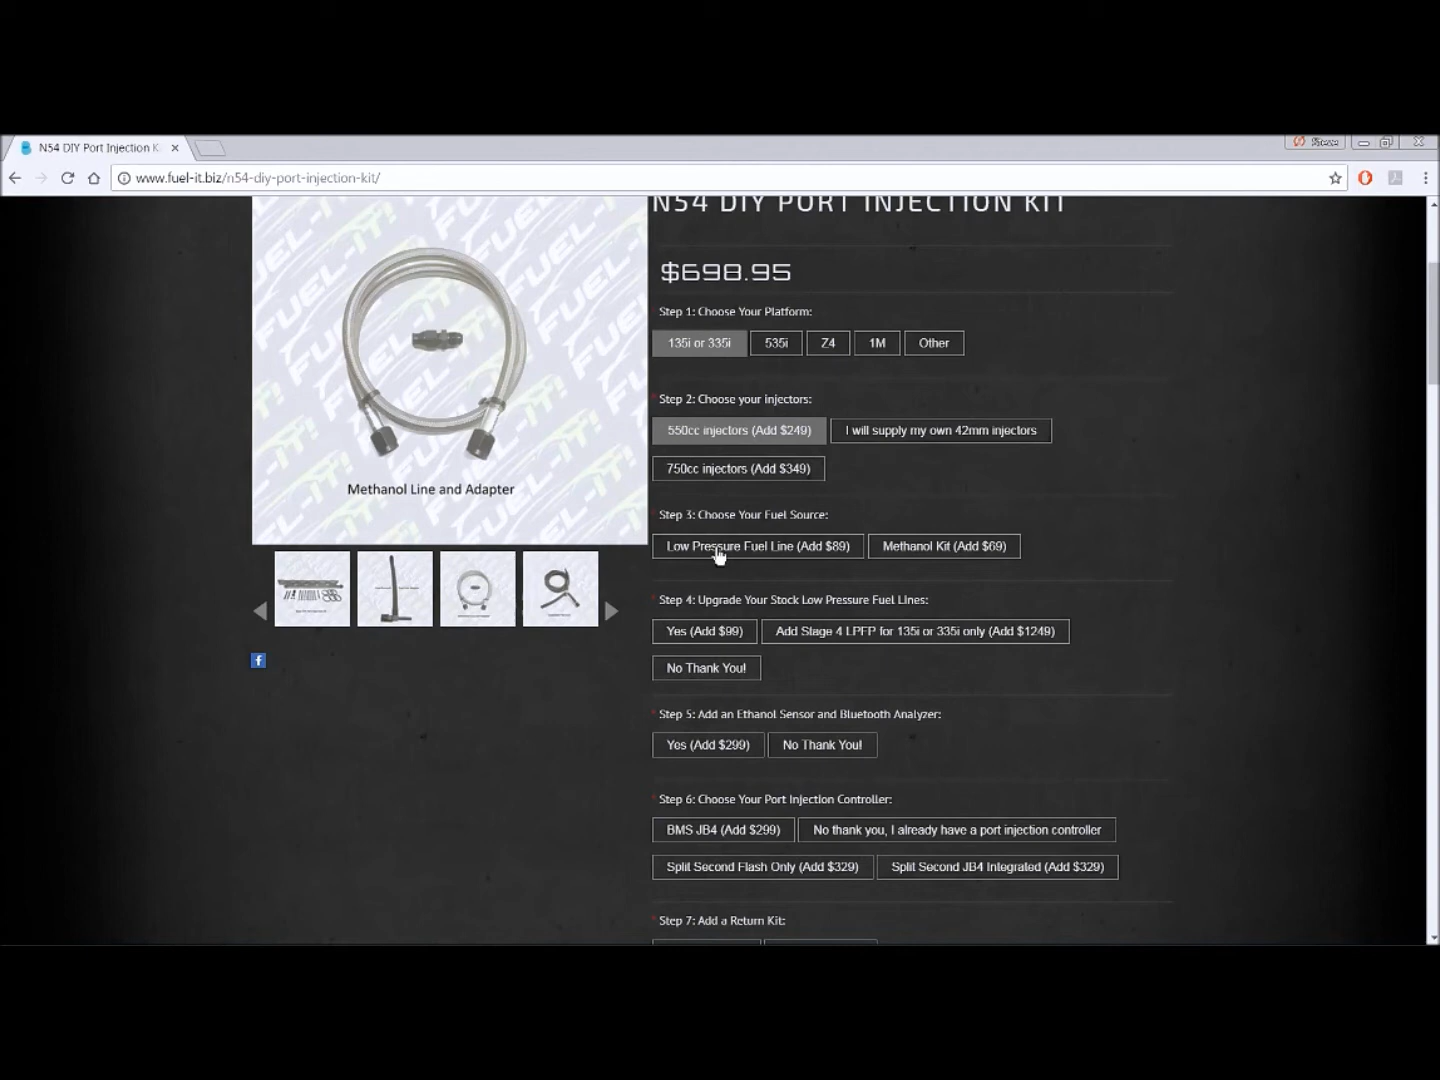 N54 DIY Port Injection K
www.fuel-it.biz/n54-diy-port-injection-kit/
N54 DIY PORT INJECTION KIT
$698.95
Step 1: Choose Your Platform:
135i or 335i 535i Z4 1M Other
* Step 2: Choose your injectors:
550cc injectors (Add $249) I will supply my own 42mm injectors
750cc injectors (Add $349)
* Step 3: Choose Your Fuel Source:
Low Pressure Fuel Line (Add $89) Methanol Kit (Add $69)
* Step 4: Upgrade Your Stock Low Pressure Fuel Lines:
Yes (Add $99) Add Stage 4 LPFP for 135i or 335i only (Add $1249)
No Thank You!
* Step 5: Add an Ethanol Sensor and Bluetooth Analyzer:
Yes (Add $299) No Thank You!
* Step 6: Choose Your Port Injection Controller:
BMS JB4 (Add $299) No thank you, I already have a port injection controller
Split Second Flash Only (Add $329) Split Second JB4 Integrated (Add $329)
* Step 7: Add a Return Kit:
FUEL-IT!
Methanol Line and Adapter
f